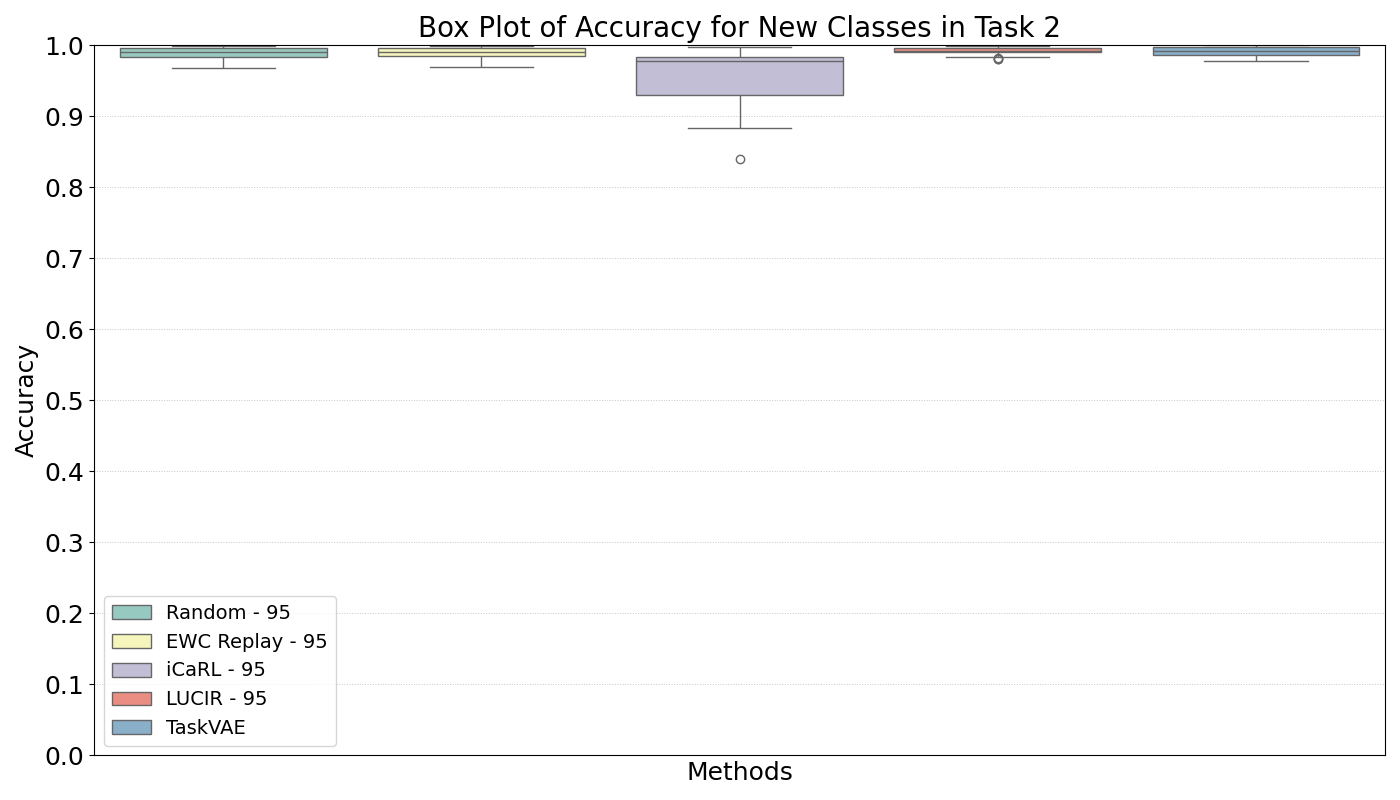 Box Plot of Accuracy for New Classes in Task 2
1.0
0.9
0.8
0.7
0.6
0.5
0.4
0.3
0.2
0.1
0.0
Accuracy
Random - 95
EWC Replay - 95
iCaRL - 95
LUCIR - 95
TaskVAE
Methods